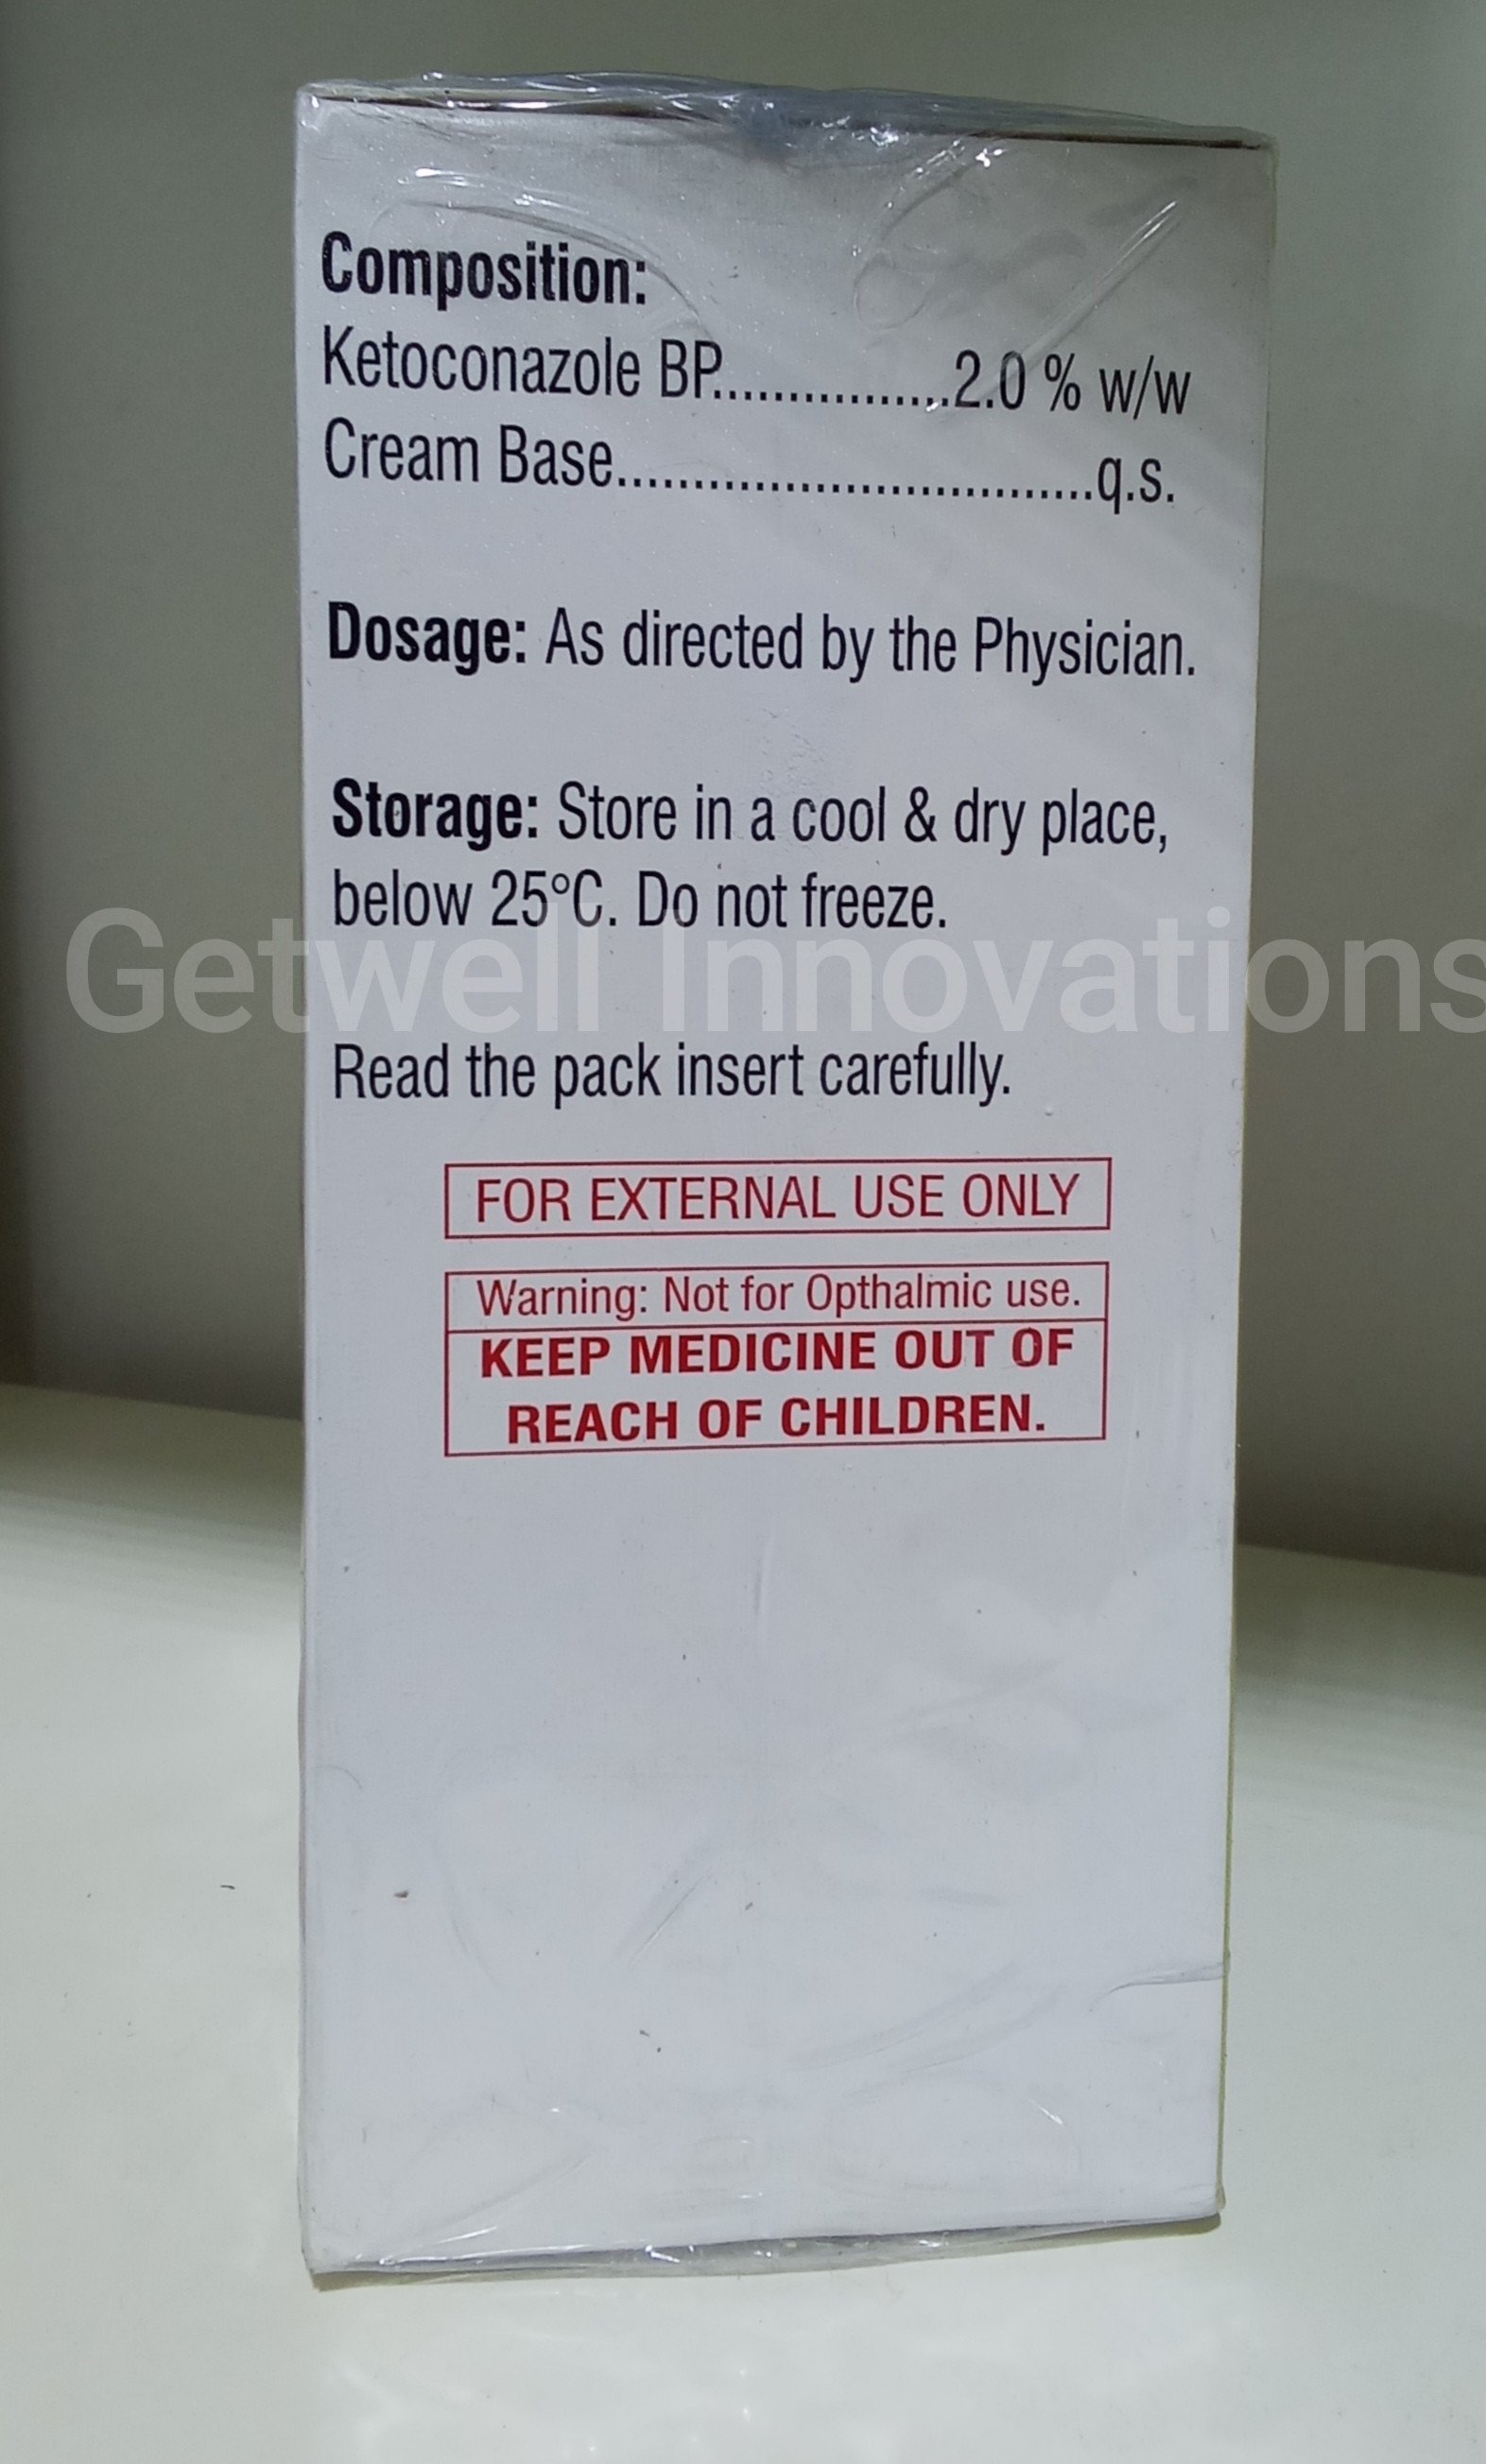 Composition:
Ketoconazole BP................2.0 % w/w
Cream Base................................q.s.
Dosage: As directed by the Physician.
Storage: Store in a cool & dry place,
below 25°C. Do not freeze.
Getwell Innovations
Read the pack insert carefully.
FOR EXTERNAL USE ONLY
Warning: Not for Opthalmic use.
KEEP MEDICINE OUT OF
REACH OF CHILDREN.